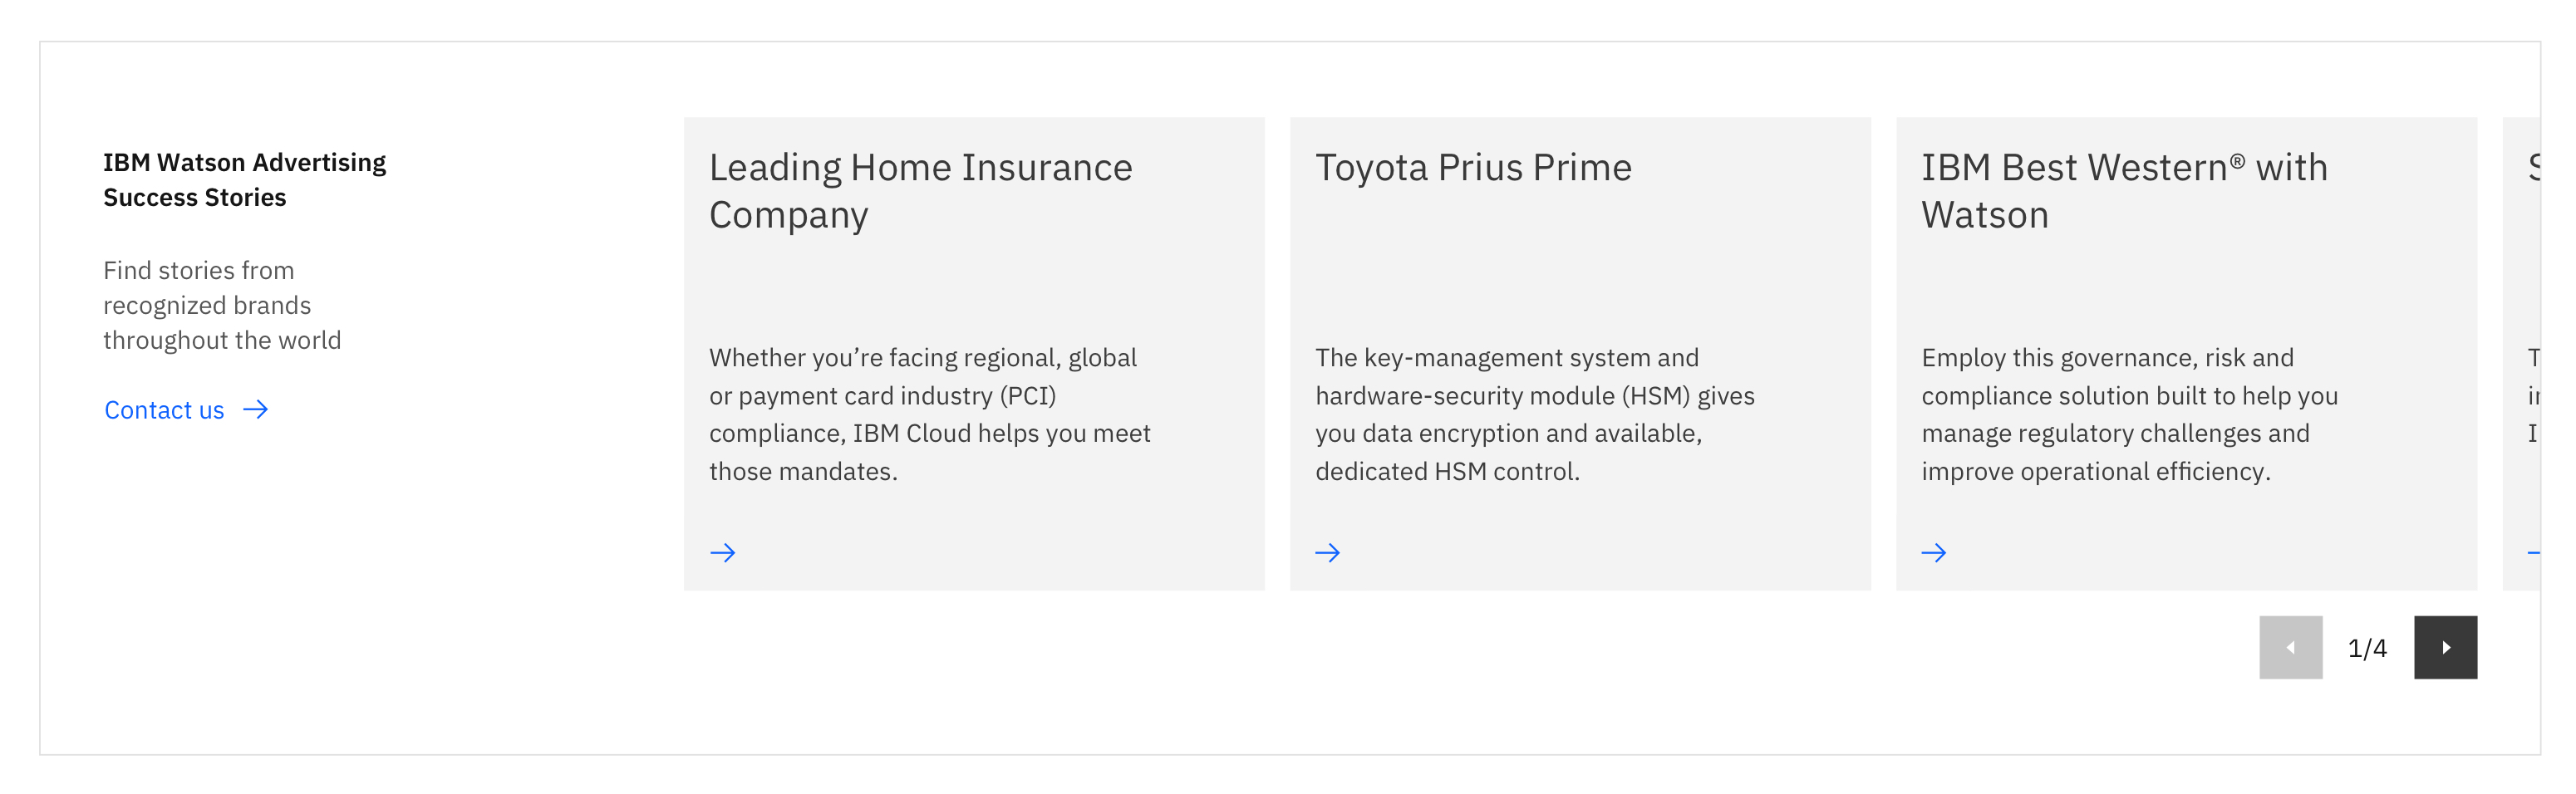 IBM Watson Advertising
Success Stories
Find stories from
recognized brands
throughout the world
Contact us
Leading Home Insurance
Company
Whether you’re facing regional, global
or payment card industry (PCI)
compliance, IBM Cloud helps you meet
those mandates.
Toyota Prius Prime
The key-management system and
hardware-security module (HSM) gives
you data encryption and available,
dedicated HSM control.
IBM Best Western® with
Watson
Employ this governance, risk and
compliance solution built to help you
manage regulatory challenges and
improve operational efficiency.
1/4